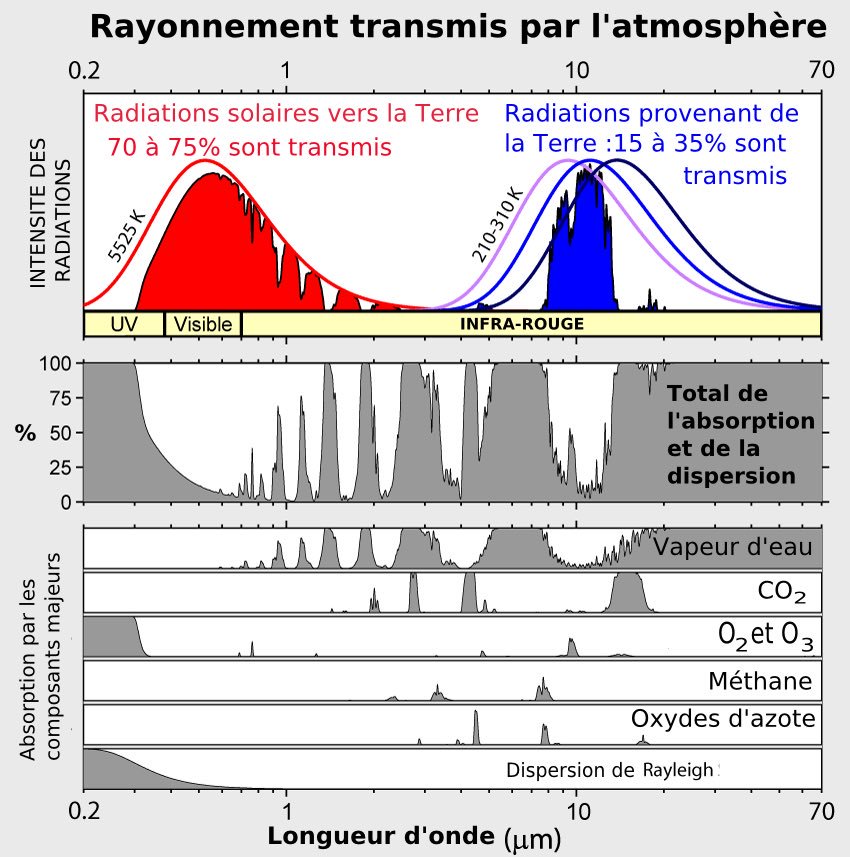 Rayonnement transmis par l'atmosphère
0.2 1 10 70
Radiations solaires vers la Terre
70 à 75% sont transmis
Radiations provenant de
la Terre :15 à 35% sont
transmis
INTENSITE DES
RADIATIONS
5525 K
210-310 K
UV Visible INFRA-ROUGE
100
75
50
25
0
%
Total de
l'absorption
et de la
dispersion
Absorption par les
composants majeurs
Vapeur d'eau
CO2
O2 et O3
Méthane
Oxydes d'azote
Dispersion de Rayleigh
0.2 1 10 70
Longueur d'onde (μm)